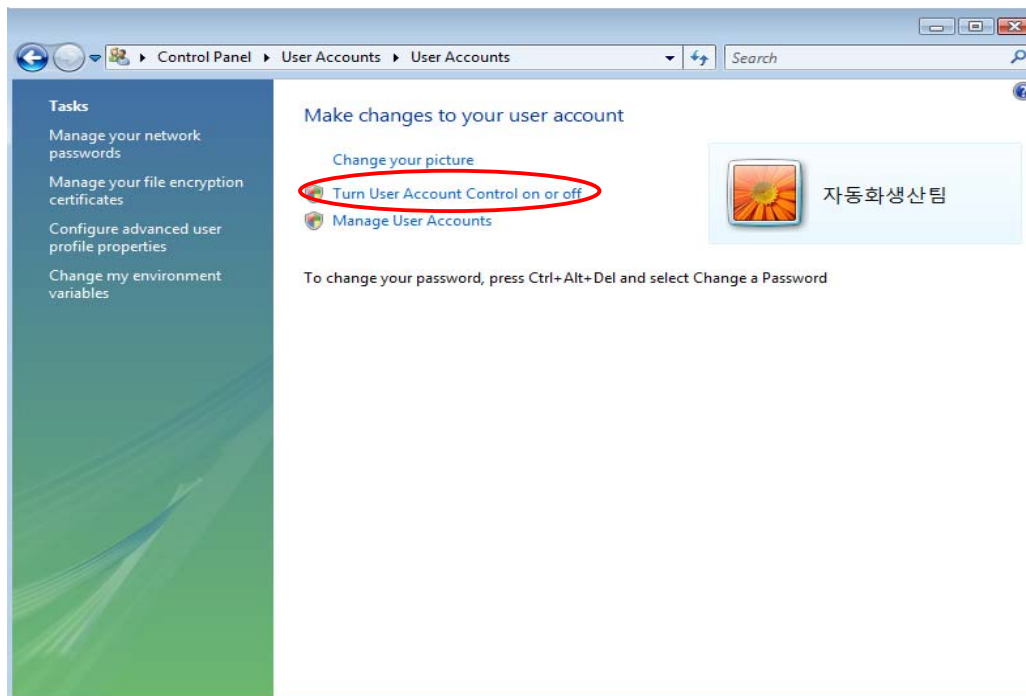 Control Panel User Accounts User Accounts
Search
Tasks
Manage your network
passwords
Manage your file encryption
certificates
Configure advanced user
profile properties
Change my environment
variables
Make changes to your user account
Change your picture
Turn User Account Control on or off
Manage User Accounts
자동화생산팀
To change your password, press Ctrl+Alt+Del and select Change a Password